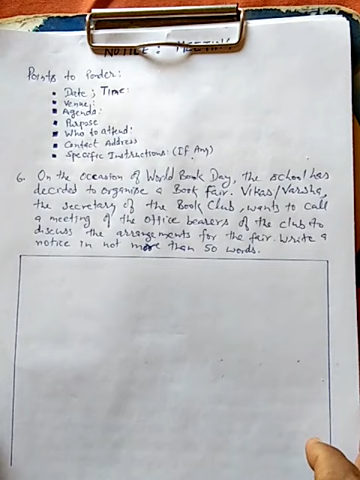 NOTICE: MEETING
Points to Ponder:
▪ Date; Time:
▪ Venue:
▪ Agenda:
▪ Purpose
▪ Who to attend:
▪ Contact Address
▪ Specific Instructions: (If Any)
6. On the occasion of World Book Day, the school has
decided to organise a Book fair. Vikas/Varsha,
the secretary of the Book Club, wants to call
a meeting of the office bearers of the club to
discuss the arrangements for the fair. Write a
notice in not more than 50 words.